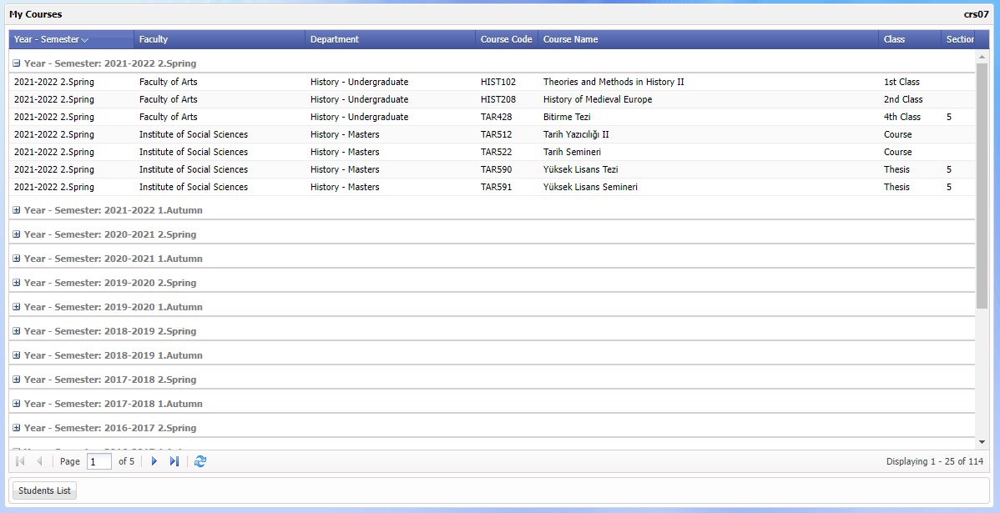 My Courses crs07
Year - Semester Faculty Department Course Code Course Name Class Section
Year - Semester: 2021-2022 2.Spring
2021-2022 2.Spring Faculty of Arts History - Undergraduate HIST102 Theories and Methods in History II 1st Class
2021-2022 2.Spring Faculty of Arts History - Undergraduate HIST208 History of Medieval Europe 2nd Class
2021-2022 2.Spring Faculty of Arts History - Undergraduate TAR428 Bitirme Tezi 4th Class 5
2021-2022 2.Spring Institute of Social Sciences History - Masters TAR512 Tarih Yazıcılığı II Course
2021-2022 2.Spring Institute of Social Sciences History - Masters TAR522 Tarih Semineri Course
2021-2022 2.Spring Institute of Social Sciences History - Masters TAR590 Yüksek Lisans Tezi Thesis 5
2021-2022 2.Spring Institute of Social Sciences History - Masters TAR591 Yüksek Lisans Semineri Thesis 5
Year - Semester: 2021-2022 1.Autumn
Year - Semester: 2020-2021 2.Spring
Year - Semester: 2020-2021 1.Autumn
Year - Semester: 2019-2020 2.Spring
Year - Semester: 2019-2020 1.Autumn
Year - Semester: 2018-2019 2.Spring
Year - Semester: 2018-2019 1.Autumn
Year - Semester: 2017-2018 2.Spring
Year - Semester: 2017-2018 1.Autumn
Year - Semester: 2016-2017 2.Spring
Page 1 of 5 Displaying 1 - 25 of 114
Students List